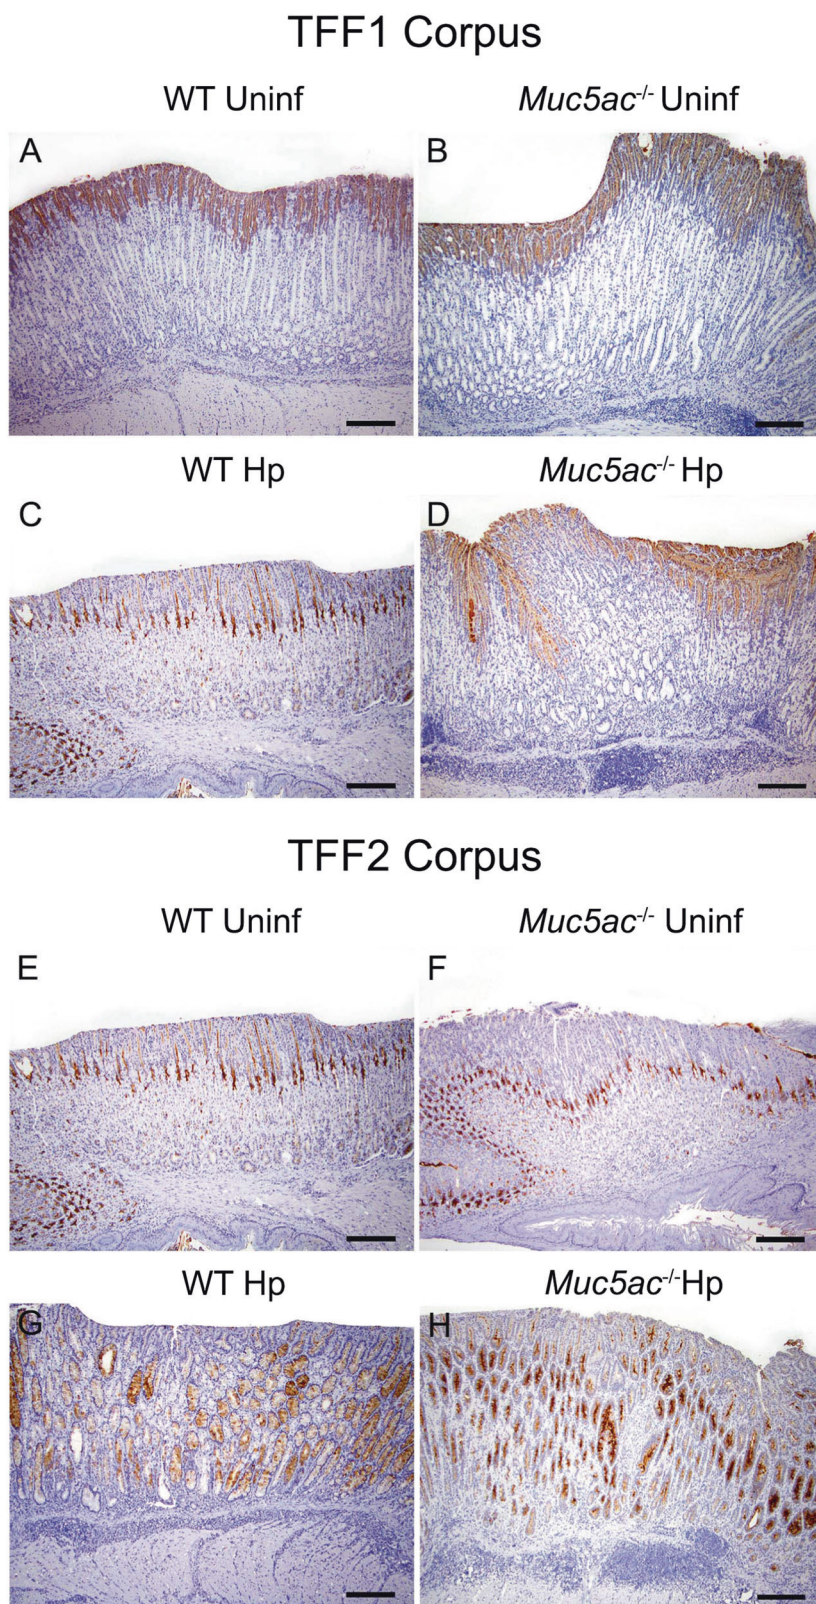 TFF1 Corpus
WT Uninf Muc5ac-/- Uninf
A B
WT Hp Muc5ac-/- Hp
C D
TFF2 Corpus
WT Uninf Muc5ac-/- Uninf
E F
WT Hp Muc5ac-/-Hp
G H